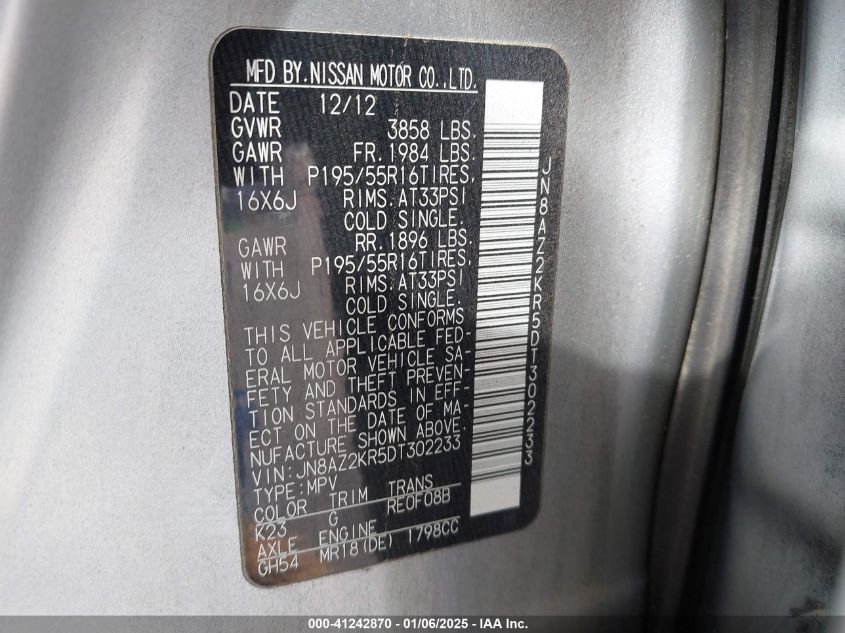 MFD BY.NISSAN MOTOR CO.,LTD.
DATE 12/12
GVWR 3858 LBS.
GAWR FR.1984 LBS.
WITH P195/55R16TIRES,
16X6J RIMS.AT33PSI
COLD SINGLE.
GAWR RR.1896 LBS.
WITH P195/55R16TIRES,
16X6J RIMS.AT33PSI
COLD SINGLE.
THIS VEHICLE CONFORMS
TO ALL APPLICABLE FED-
ERAL MOTOR VEHICLE SA-
FETY AND THEFT PREVEN-
TION STANDARDS IN EFF-
ECT ON THE DATE OF MA-
NUFACTURE SHOWN ABOVE.
VIN:JN8AZ2KR5DT302233
TYPE:MPV
COLOR TRIM TRANS
K23 G RE0F08B
AXLE ENGINE
GH54 MR18(DE) 1798CC
JN8AZ2KR5DT302233
000-41242870 - 01/06/2025 - IAA Inc.